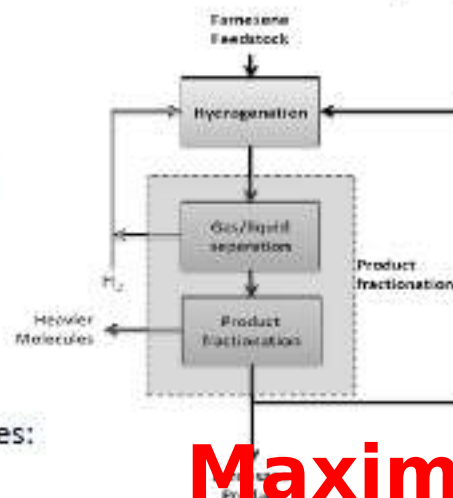 Farnesene
Feedstock
Hydrogenation
Gas/liquid
separation
Product
fractionation
H2
Heavier
Molecules
Product
fractionation
es:
Maxim